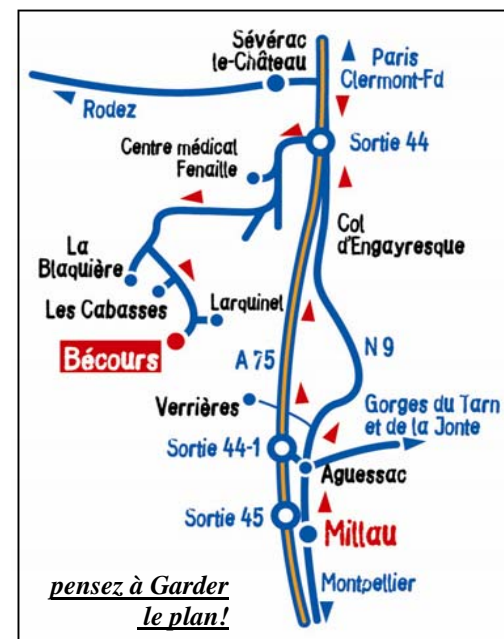 Sévérac
le-Château
Paris
Clermont-Fd
Rodez
Sortie 44
Centre médical
Fenaille
Col
d'Engayresque
La
Blaquière
Les Cabasses
Larquinel
Bécours
A 75
N 9
Verrières
Gorges du Tarn
et de la Jonte
Sortie 44-1
Aguessac
Sortie 45
Millau
Montpellier
pensez à Garder
le plan!